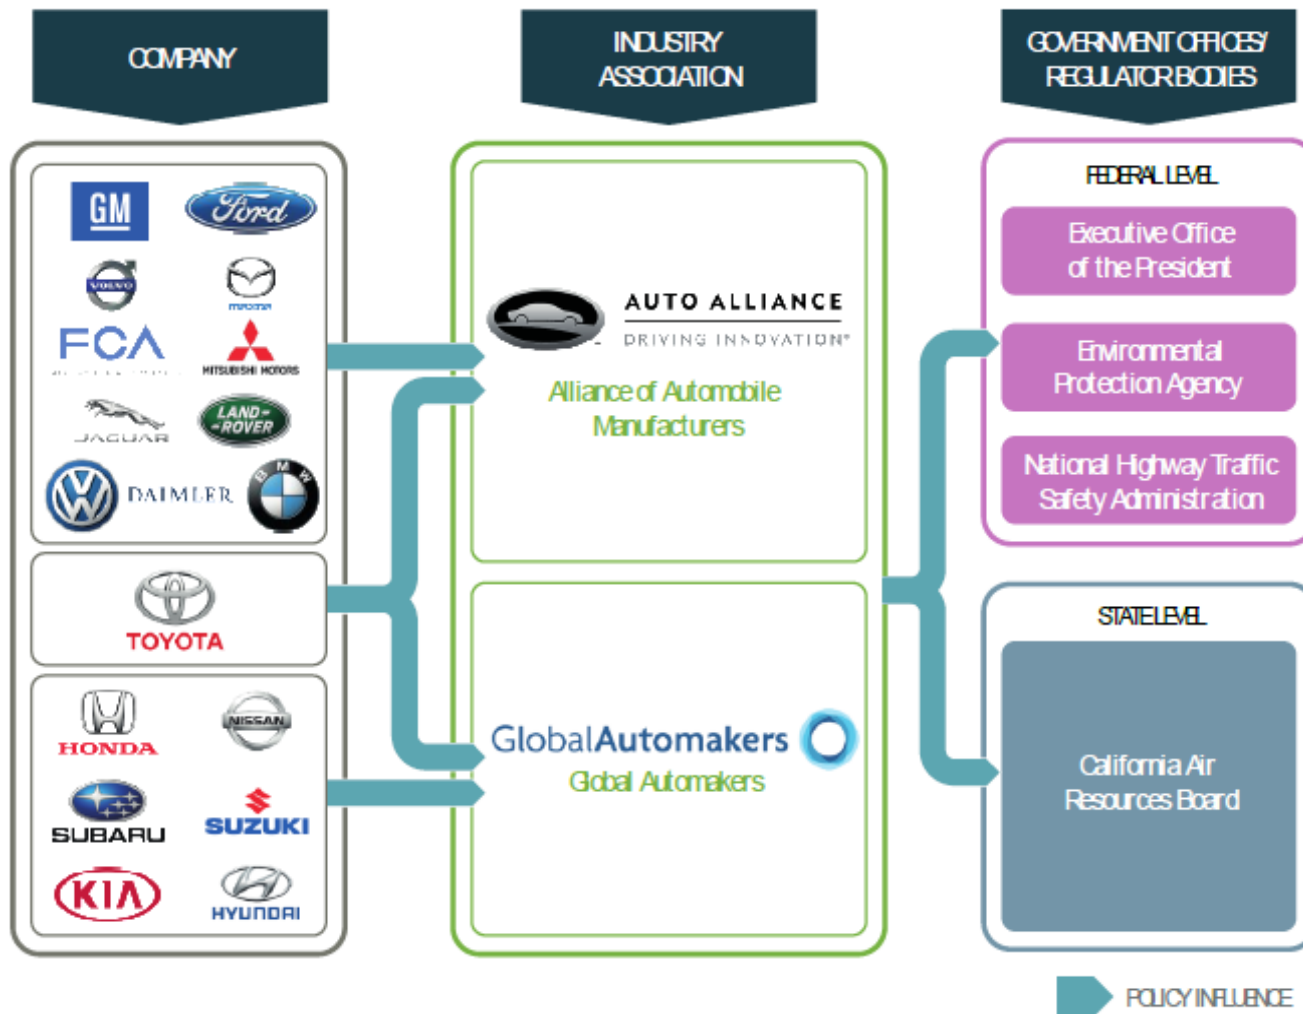 COMPANY
INDUSTRY
ASSOCIATION
GOVERNMENT OFFICES/
REGULATOR BODIES
GM
Ford
VOLVO
mazda
FCA
MITSUBISHI MOTORS
JAGUAR
LAND-
-ROVER
DAIMLER
BMW
TOYOTA
HONDA
NISSAN
SUBARU
SUZUKI
KIA
HYUNDAI
AUTO ALLIANCE
DRIVING INNOVATION®
Alliance of Automobile
Manufacturers
GlobalAutomakers
Global Automakers
FEDERAL LEVEL
Executive Office
of the President
Environmental
Protection Agency
National Highway Traffic
Safety Administration
STATE LEVEL
California Air
Resources Board
POLICY INFLUENCE